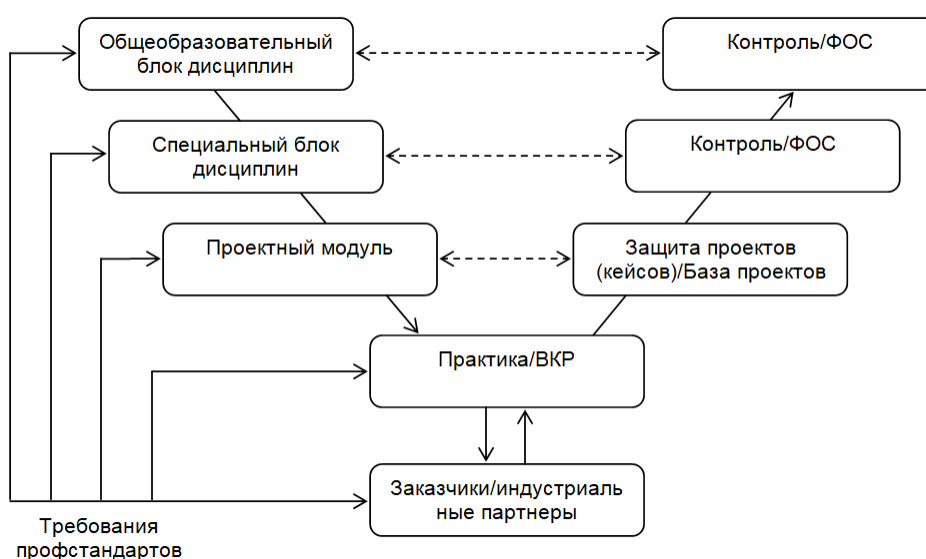 Общеобразовательный
блок дисциплин
Контроль/ФОС
Специальный блок
дисциплин
Контроль/ФОС
Проектный модуль
Защита проектов
(кейсов)/База проектов
Практика/ВКР
Заказчики/индустриаль
ные партнеры
Требования
профстандартов